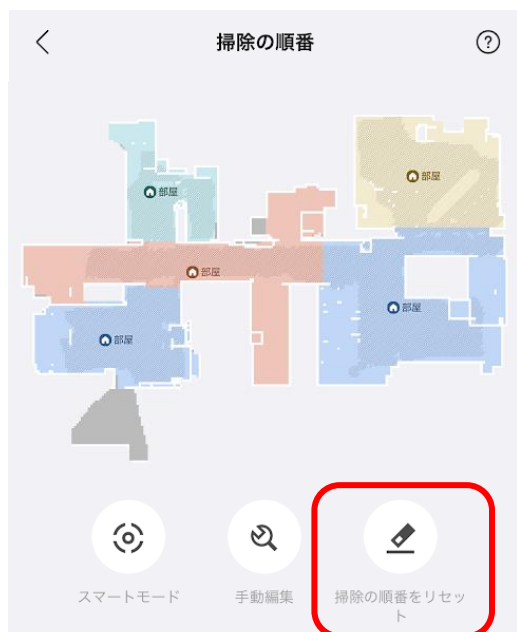 掃除の順番
部屋
部屋
部屋
部屋
部屋
スマートモード
手動編集
掃除の順番をリセッ
ト